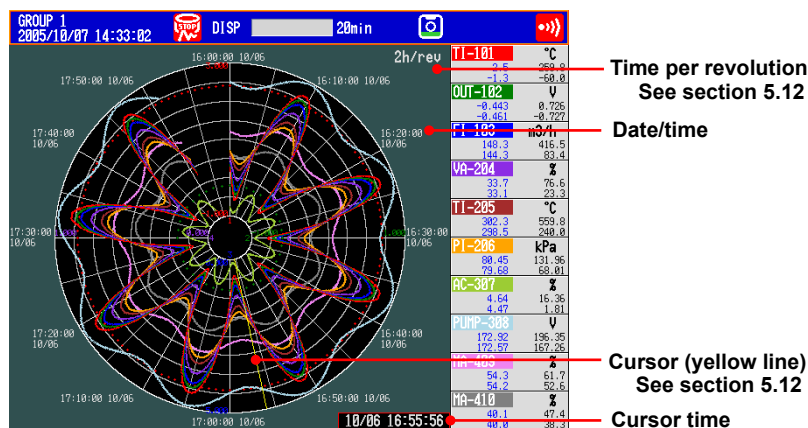 GROUP 1
2005/10/07 14:33:02
STOP
DISP
20min
2h/rev
16:00:00 10/06
16:10:00 10/06
16:20:00
10/06
16:30:00
10/06
16:40:00
10/06
16:50:00 10/06
17:00:00 10/06
17:10:00 10/06
17:20:00
10/06
17:30:00
10/06
17:40:00
10/06
17:50:00 10/06
10/06 16:55:56
TI-101 °C
-1.3 -60.0
OUT-102 V
-0.443 0.726
-0.461 -0.727
FI-103 m3/h
148.3 416.5
144.3 83.4
VA-204 %
33.7 76.6
33.1 23.3
TI-205 °C
302.3 559.8
298.5 240.0
PI-206 kPa
80.45 131.96
79.68 68.01
AC-307 %
4.64 16.36
4.47 1.81
PUMP-308 V
172.92 196.35
172.57 167.26
MA-409 %
54.3 61.7
54.2 52.6
MA-410 %
40.1 47.4
40.0 38.3
Time per revolution
See section 5.12
Date/time
Cursor (yellow line)
See section 5.12
Cursor time